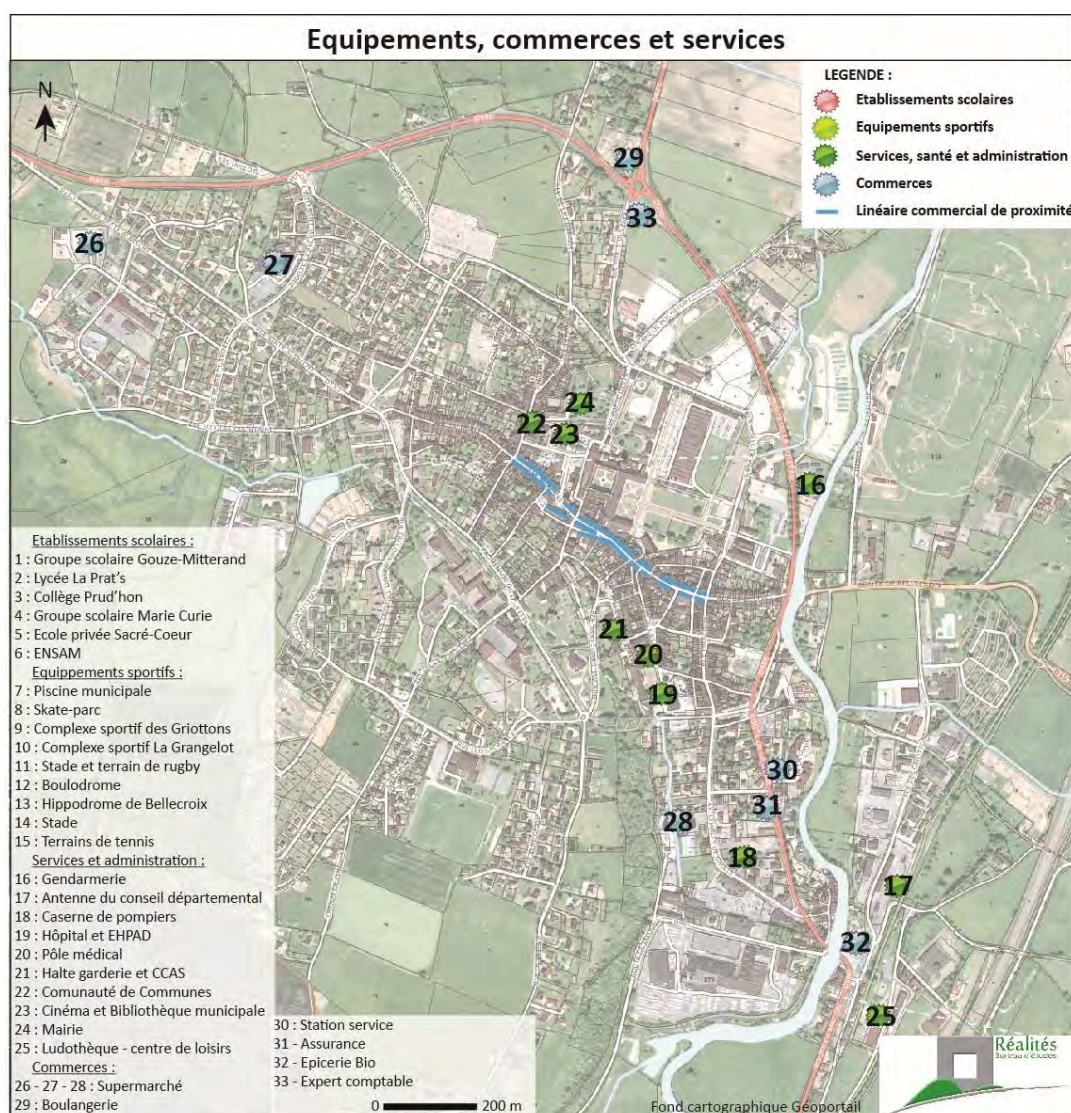 Equipements, commerces et services
N
LEGENDE :
Etablissements scolaires
Equipements sportifs
Services, santé et administration
Commerces
Linéaire commercial de proximité
29
33
26
27
24
22
23
16
21
20
19
30
31
28
18
17
32
25
Etablissements scolaires :
1 : Groupe scolaire Gouze-Mitterand
2 : Lycée La Prat's
3 : Collège Prud'hon
4 : Groupe scolaire Marie Curie
5 : Ecole privée Sacré-Coeur
6 : ENSAM
Equippements sportifs :
7 : Piscine municipale
8 : Skate-parc
9 : Complexe sportif des Griottons
10 : Complexe sportif La Grangelot
11 : Stade et terrain de rugby
12 : Boulodrome
13 : Hippodrome de Bellecroix
14 : Stade
15 : Terrains de tennis
Services et administration :
16 : Gendarmerie
17 : Antenne du conseil départemental
18 : Caserne de pompiers
19 : Hôpital et EHPAD
20 : Pôle médical
21 : Halte garderie et CCAS
22 : Comunauté de Communes
23 : Cinéma et Bibliothèque municipale
24 : Mairie
25 : Ludothèque - centre de loisirs
Commerces :
26 - 27 - 28 : Supermarché
29 : Boulangerie
30 : Station service
31 - Assurance
32 - Epicerie Bio
33 - Expert comptable
0 200 m
Fond cartographique Géoportail
Réalités
Bureau d'études